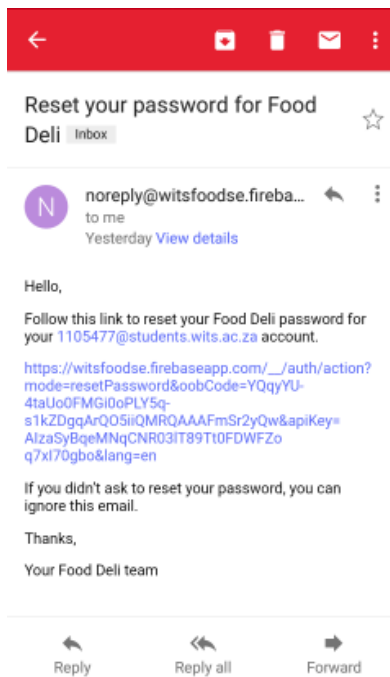 Reset your password for Food
Deli Inbox
N
noreply@witsfoodse.fireba...
to me
Yesterday View details
Hello,
Follow this link to reset your Food Deli password for
your 1105477@students.wits.ac.za account.
https://witsfoodse.firebaseapp.com/__/auth/action?
mode=resetPassword&oobCode=YQqyYU-
4taUo0FMGi0oPLY5q-
s1kZDgqArQO5iiQMRQAAAFmSr2yQw&apiKey=
AIzaSyBqeMNqCNR03lT89Tt0FDWFZo
q7xI70gbo&lang=en
If you didn't ask to reset your password, you can
ignore this email.
Thanks,
Your Food Deli team
Reply Reply all Forward